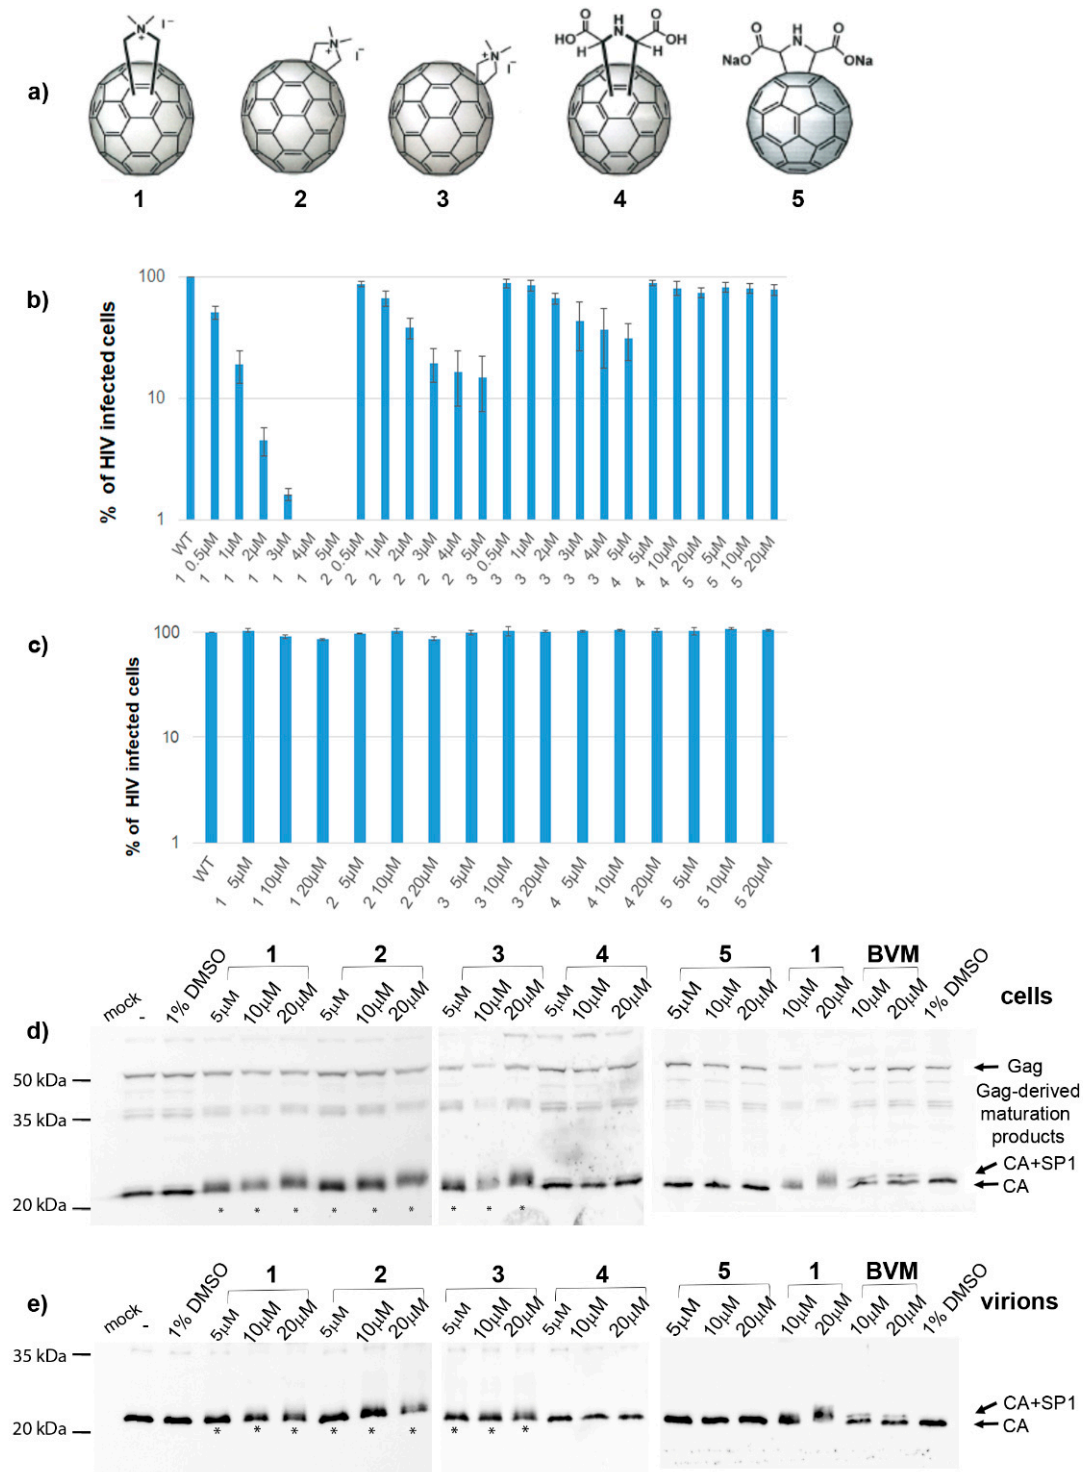 a)
I⁻
N
+
1
N
+
I⁻
2
N
+
I⁻
3
O
H
N
O
HO
H
H
OH
4
O
H
N
O
NaO
ONa
5
b)
% of HIV infected cells
100
10
1
WT
1 0.5µM
1 1µM
1 2µM
1 3µM
1 4µM
1 5µM
2 0.5µM
2 1µM
2 2µM
2 3µM
2 4µM
2 5µM
3 0.5µM
3 1µM
3 2µM
3 3µM
3 4µM
3 5µM
4 5µM
4 10µM
4 20µM
5 5µM
5 10µM
5 20µM
c)
% of HIV infected cells
100
10
1
WT
1 5µM
1 10µM
1 20µM
2 5µM
2 10µM
2 20µM
3 5µM
3 10µM
3 20µM
4 5µM
4 10µM
4 20µM
5 5µM
5 10µM
5 20µM
d)
1 2 3 4 5 1 BVM
mock - 1% DMSO 5µM 10µM 20µM 5µM 10µM 20µM 5µM 10µM 20µM 5µM 10µM 20µM 5µM 10µM 20µM 10µM 20µM 10µM 20µM 1% DMSO
cells
50 kDa
35 kDa
20 kDa
* * * * * * * * *
Gag
Gag-derived
maturation
products
CA+SP1
CA
e)
1 2 3 4 5 1 BVM
mock - 1% DMSO 5µM 10µM 20µM 5µM 10µM 20µM 5µM 10µM 20µM 5µM 10µM 20µM 5µM 10µM 20µM 10µM 20µM 10µM 20µM 1% DMSO
virions
35 kDa
20 kDa
* * * * * * * * *
CA+SP1
CA